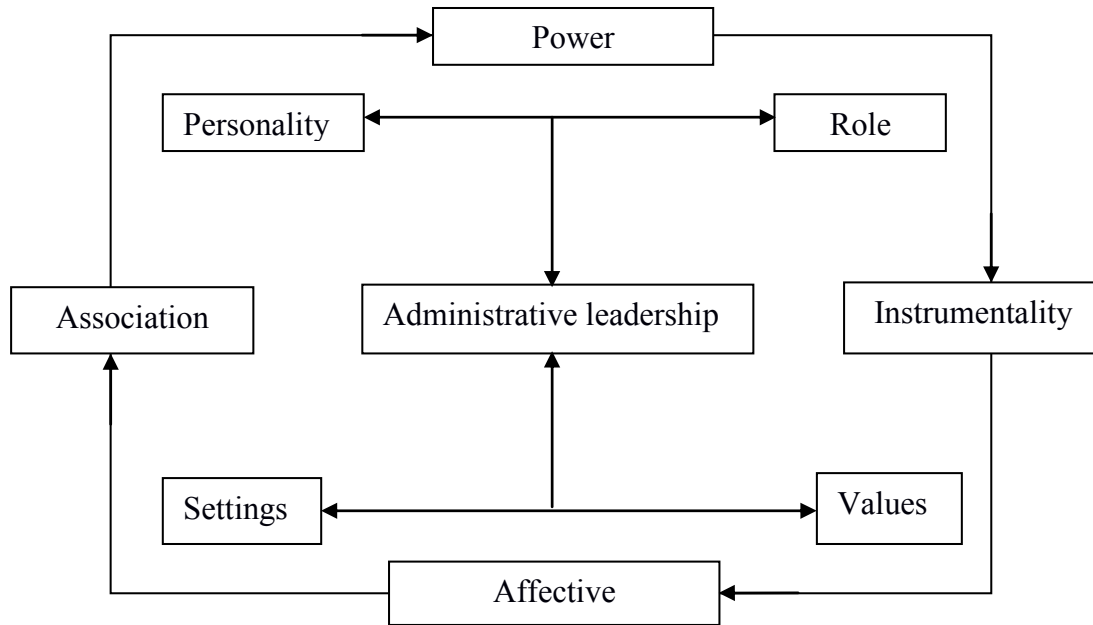 Power
Personality
Role
Association
Administrative leadership
Instrumentality
Settings
Values
Affective